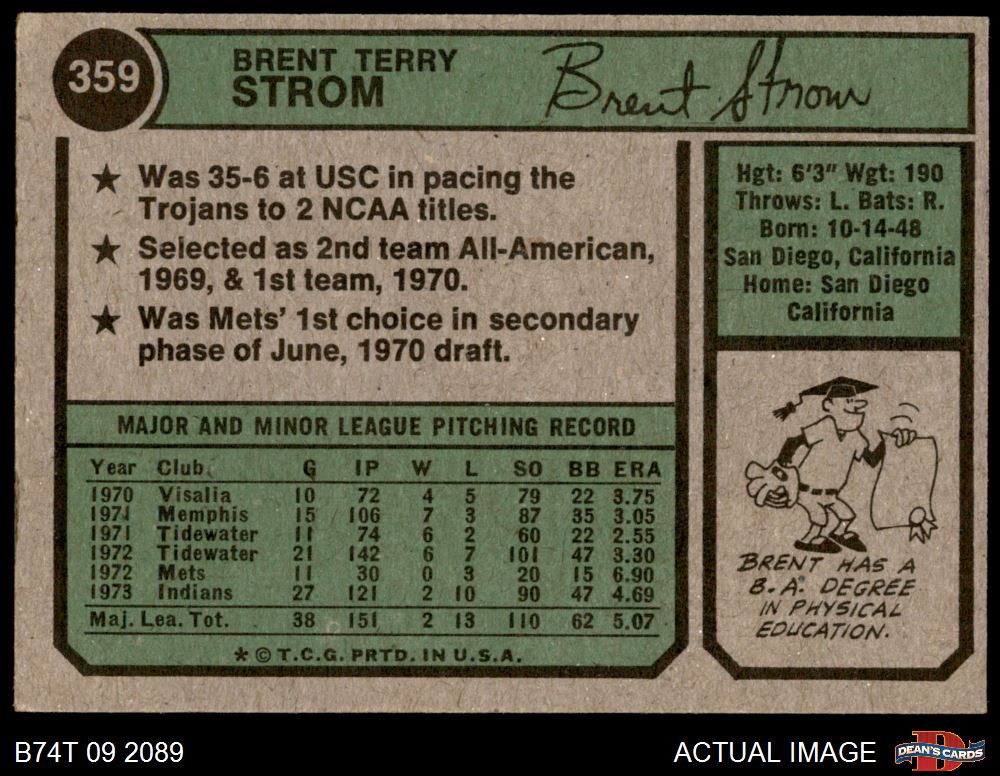 359
BRENT TERRY
STROM
Brent Strom
★ Was 35-6 at USC in pacing the
Trojans to 2 NCAA titles.
★ Selected as 2nd team All-American,
1969, & 1st team, 1970.
★ Was Mets' 1st choice in secondary
phase of June, 1970 draft.
Hgt: 6'3" Wgt: 190
Throws: L. Bats: R.
Born: 10-14-48
San Diego, California
Home: San Diego
California
MAJOR AND MINOR LEAGUE PITCHING RECORD
Year Club G IP W L SO BB ERA
1970 Visalia 10 72 4 5 79 22 3.75
1971 Memphis 15 106 7 3 87 35 3.05
1971 Tidewater 11 74 6 2 60 22 2.55
1972 Tidewater 21 142 6 7 101 47 3.30
1972 Mets 11 30 0 3 20 15 6.90
1973 Indians 27 121 2 10 90 47 4.69
Maj. Lea. Tot. 38 151 2 13 110 62 5.07
* © T.C.G. PRTD. IN U.S.A.
BRENT HAS A
B.A. DEGREE
IN PHYSICAL
EDUCATION.
B74T 09 2089
ACTUAL IMAGE
DEAN'S CARDS